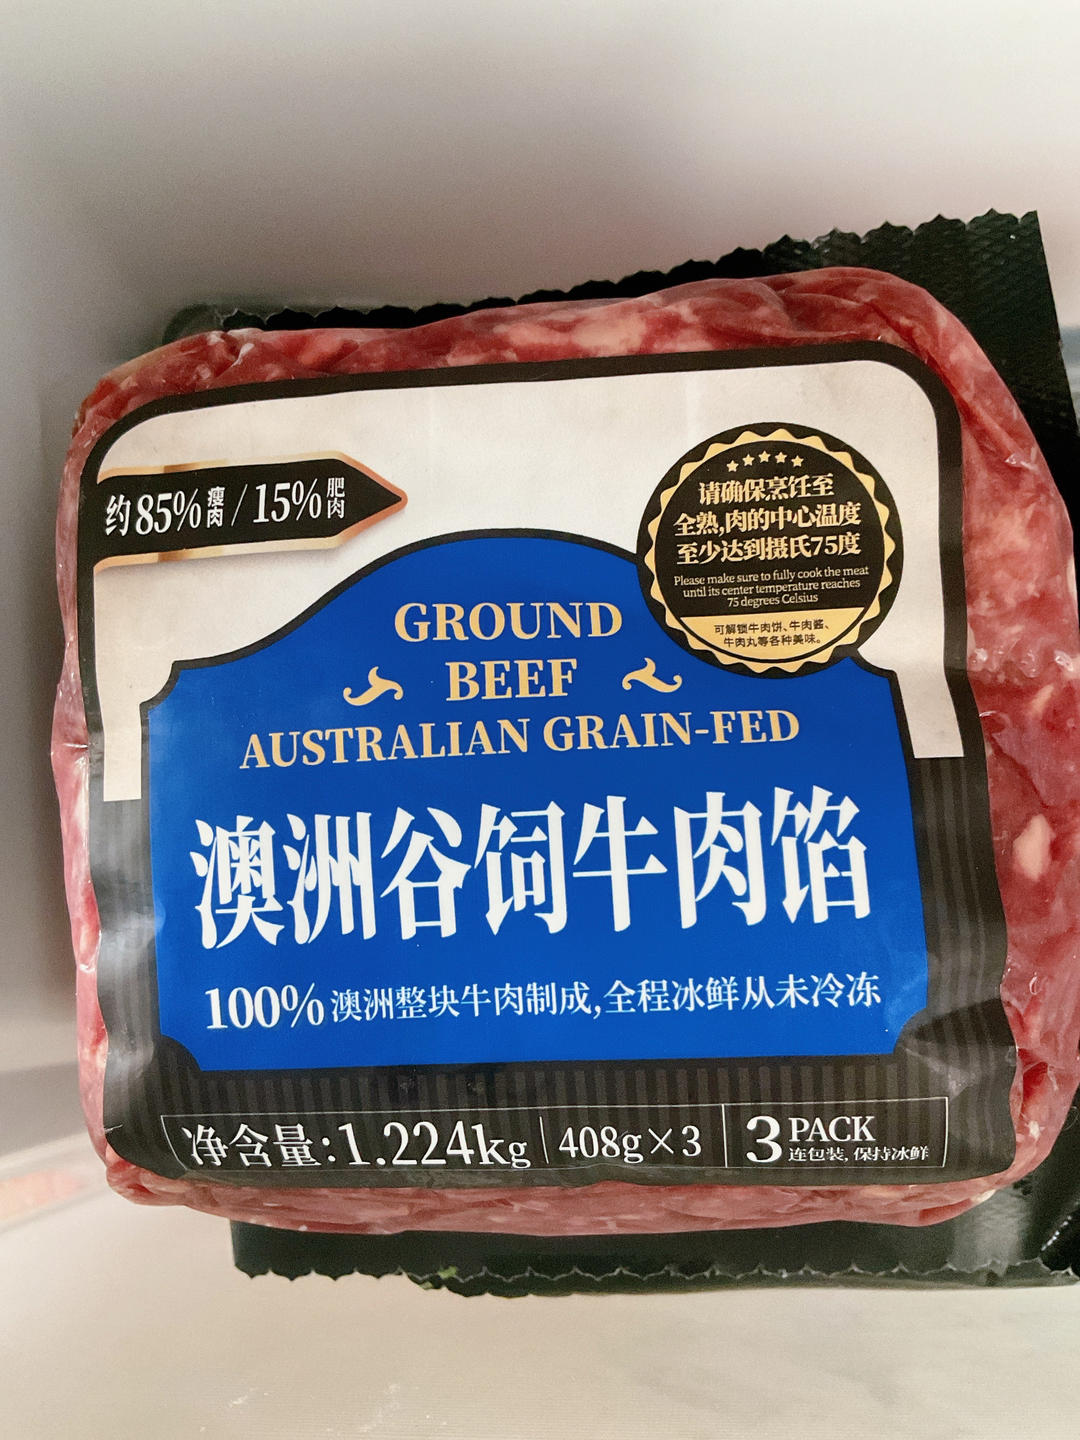 约85%瘦肉/15%肥肉
请确保烹饪至
全熟,肉的中心温度
至少达到摄氏75度
Please make sure to fully cook the meat
until its center temperature reaches
75 degrees Celsius
可解锁牛肉饼、牛肉酱、
牛肉丸等各种美味。
GROUND
BEEF
AUSTRALIAN GRAIN-FED
澳洲谷饲牛肉馅
100%澳洲整块牛肉制成,全程冰鲜从未冷冻
净含量:1.224kg 408g×3 3 PACK
连包装, 保持冰鲜